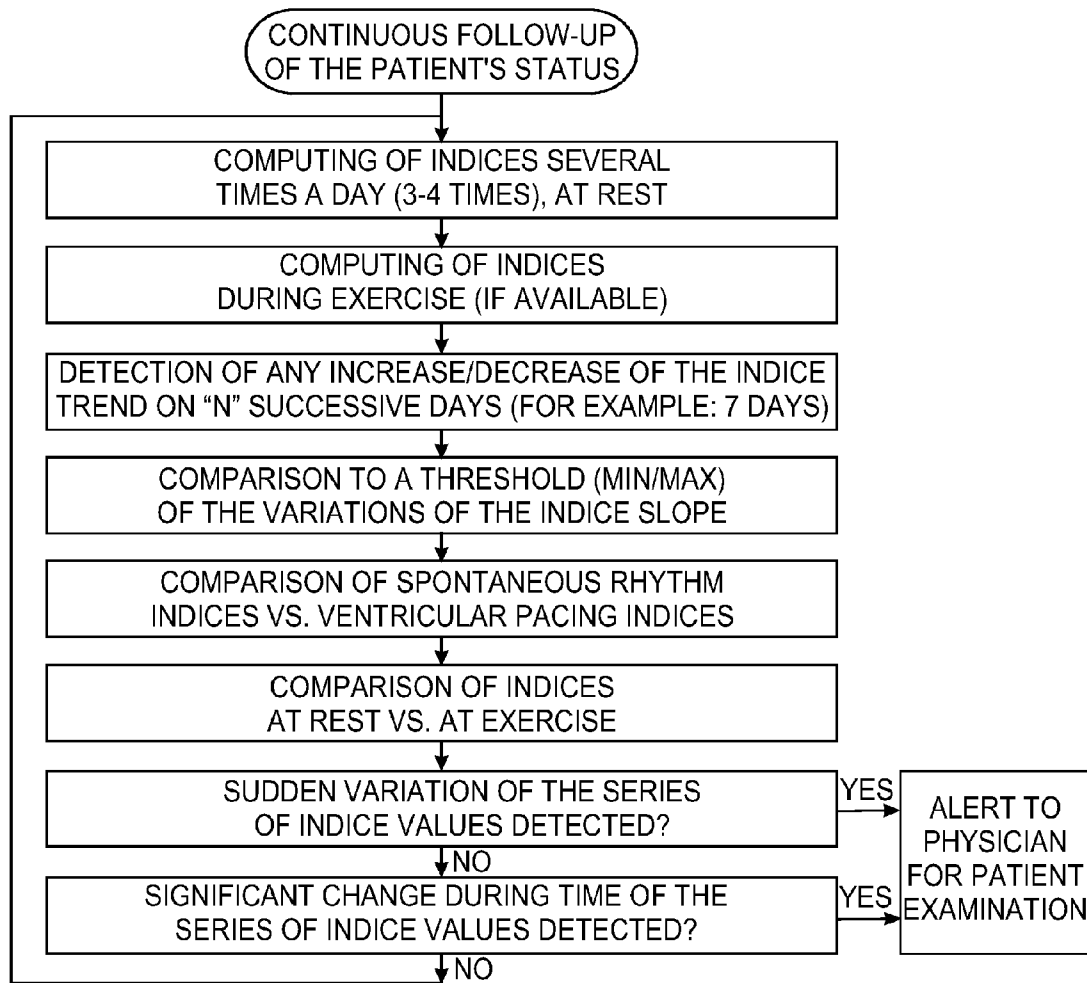 CONTINUOUS FOLLOW-UP
OF THE PATIENT'S STATUS
COMPUTING OF INDICES SEVERAL
TIMES A DAY (3-4 TIMES), AT REST
COMPUTING OF INDICES
DURING EXERCISE (IF AVAILABLE)
DETECTION OF ANY INCREASE/DECREASE OF THE INDICE
TREND ON “N” SUCCESSIVE DAYS (FOR EXAMPLE: 7 DAYS)
COMPARISON TO A THRESHOLD (MIN/MAX)
OF THE VARIATIONS OF THE INDICE SLOPE
COMPARISON OF SPONTANEOUS RHYTHM
INDICES VS. VENTRICULAR PACING INDICES
COMPARISON OF INDICES
AT REST VS. AT EXERCISE
SUDDEN VARIATION OF THE SERIES
OF INDICE VALUES DETECTED?
YES
NO
SIGNIFICANT CHANGE DURING TIME OF THE
SERIES OF INDICE VALUES DETECTED?
YES
NO
ALERT TO
PHYSICIAN
FOR PATIENT
EXAMINATION